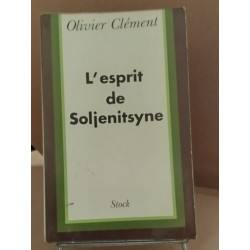 Olivier Clément
L'esprit
de
Soljenitsyne
Stock